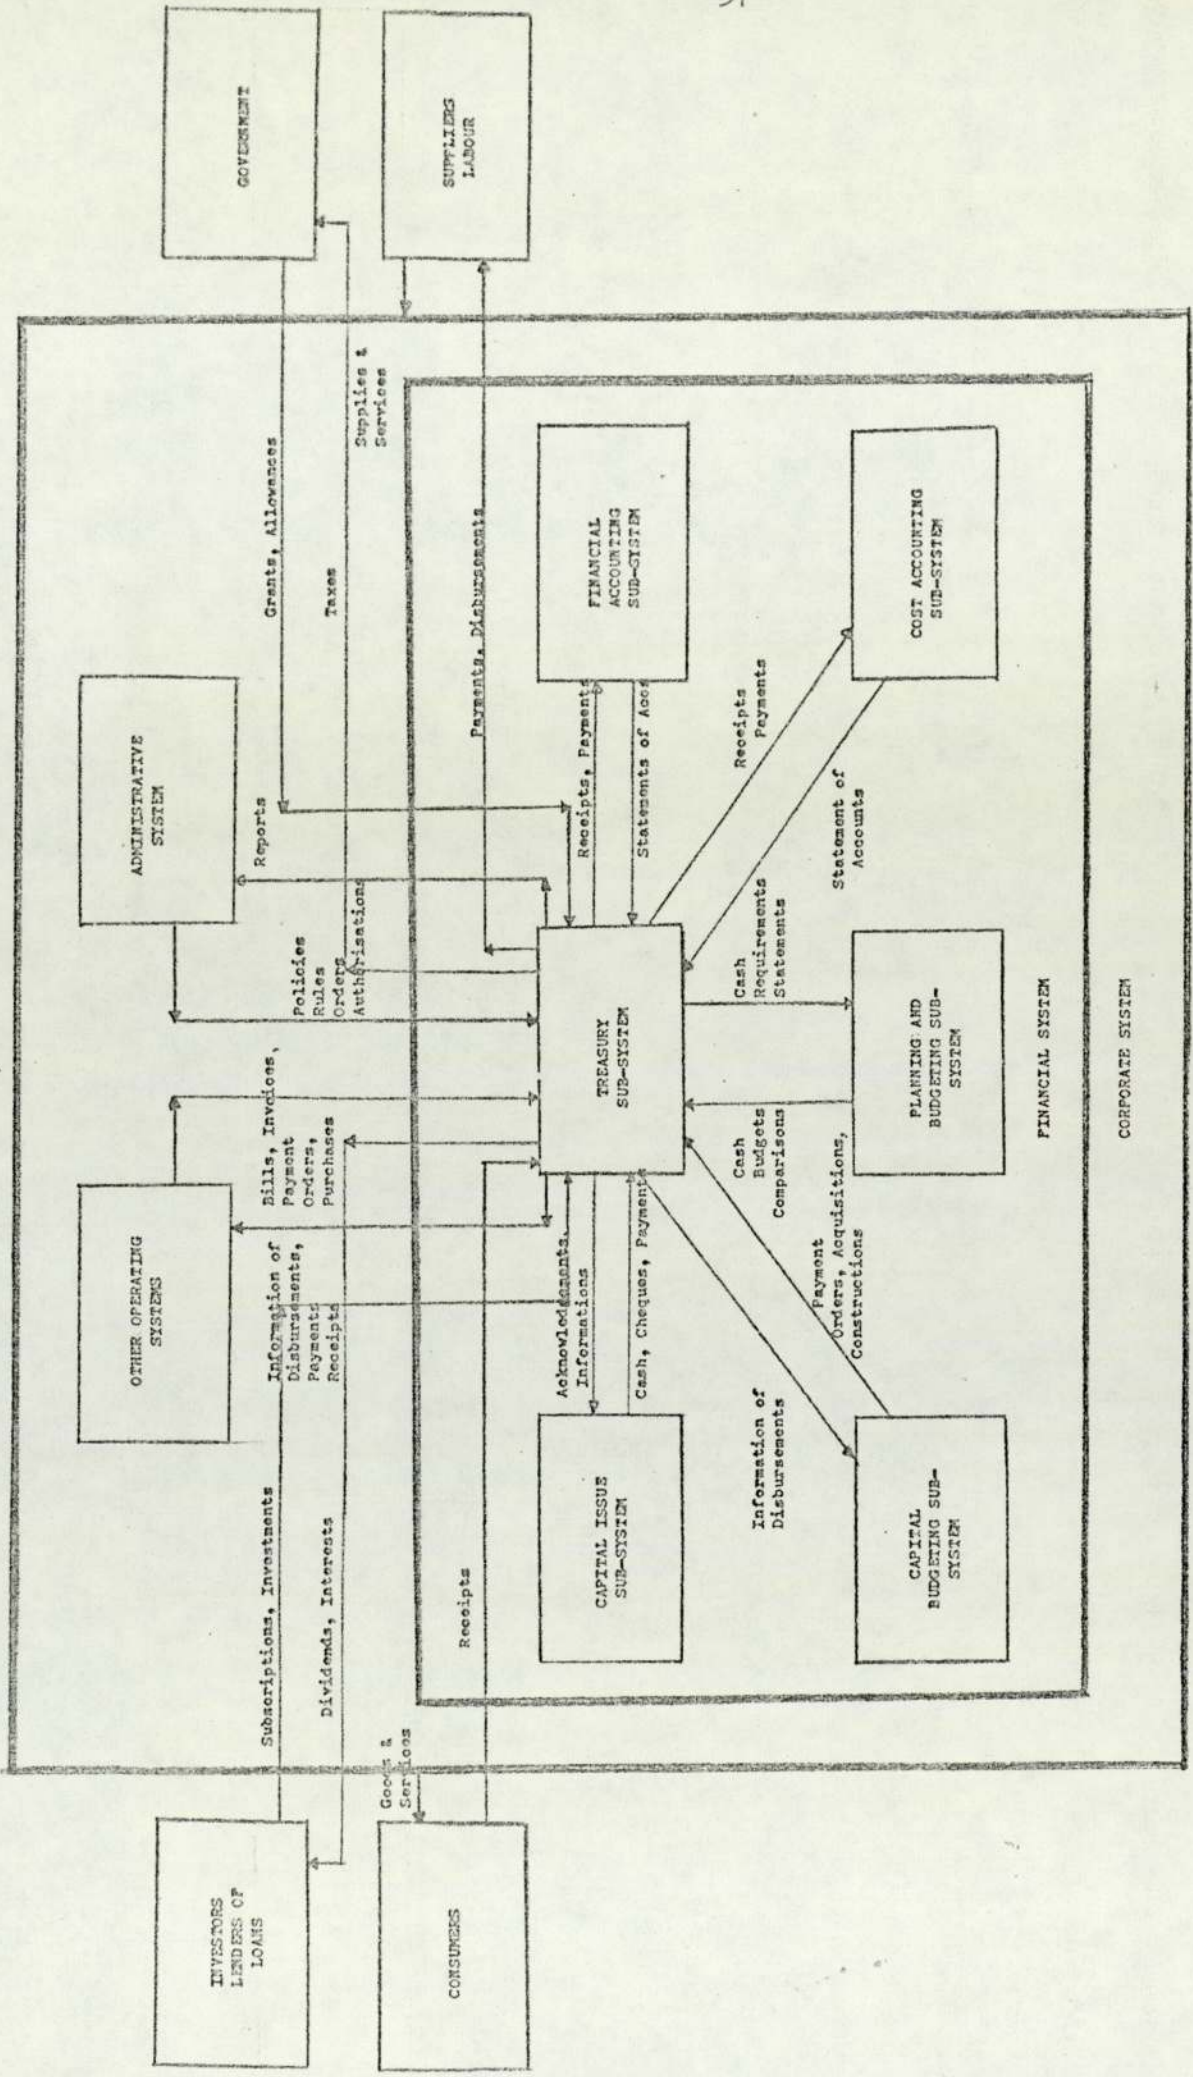 INVESTORS
LENDERS OF
LOANS
CONSUMERS
Subscriptions, Investments
Dividends, Interests
Goods &
Services
Receipts
OTHER OPERATING
SYSTEMS
Information of
Disbursements,
Payments
Receipts
Bills, Invoices,
Payment
Orders,
Purchases
ADMINISTRATIVE
SYSTEM
Policies
Rules
Orders
Authorisations
Reports
Grants, Allowances
Taxes
Supplies &
Services
Payments, Disbursements
GOVERNMENT
SUPPLIERS
LABOUR
CAPITAL ISSUE
SUB-SYSTEM
Acknowledgements,
Informations
Cash, Cheques, Payments
TREASURY
SUB-SYSTEM
Receipts, Payments
Statements of Accs
FINANCIAL
ACCOUNTING
SUB-SYSTEM
CAPITAL
BUDGETING SUB-
SYSTEM
Information of
Disbursements
Payment
Orders, Acquisitions,
Constructions
Cash
Budgets
Comparisons
Cash
Requirements
Statements
PLANNING AND
BUDGETING SUB-
SYSTEM
Receipts
Payments
Statement of
Accounts
COST ACCOUNTING
SUB-SYSTEM
FINANCIAL SYSTEM
CORPORATE SYSTEM